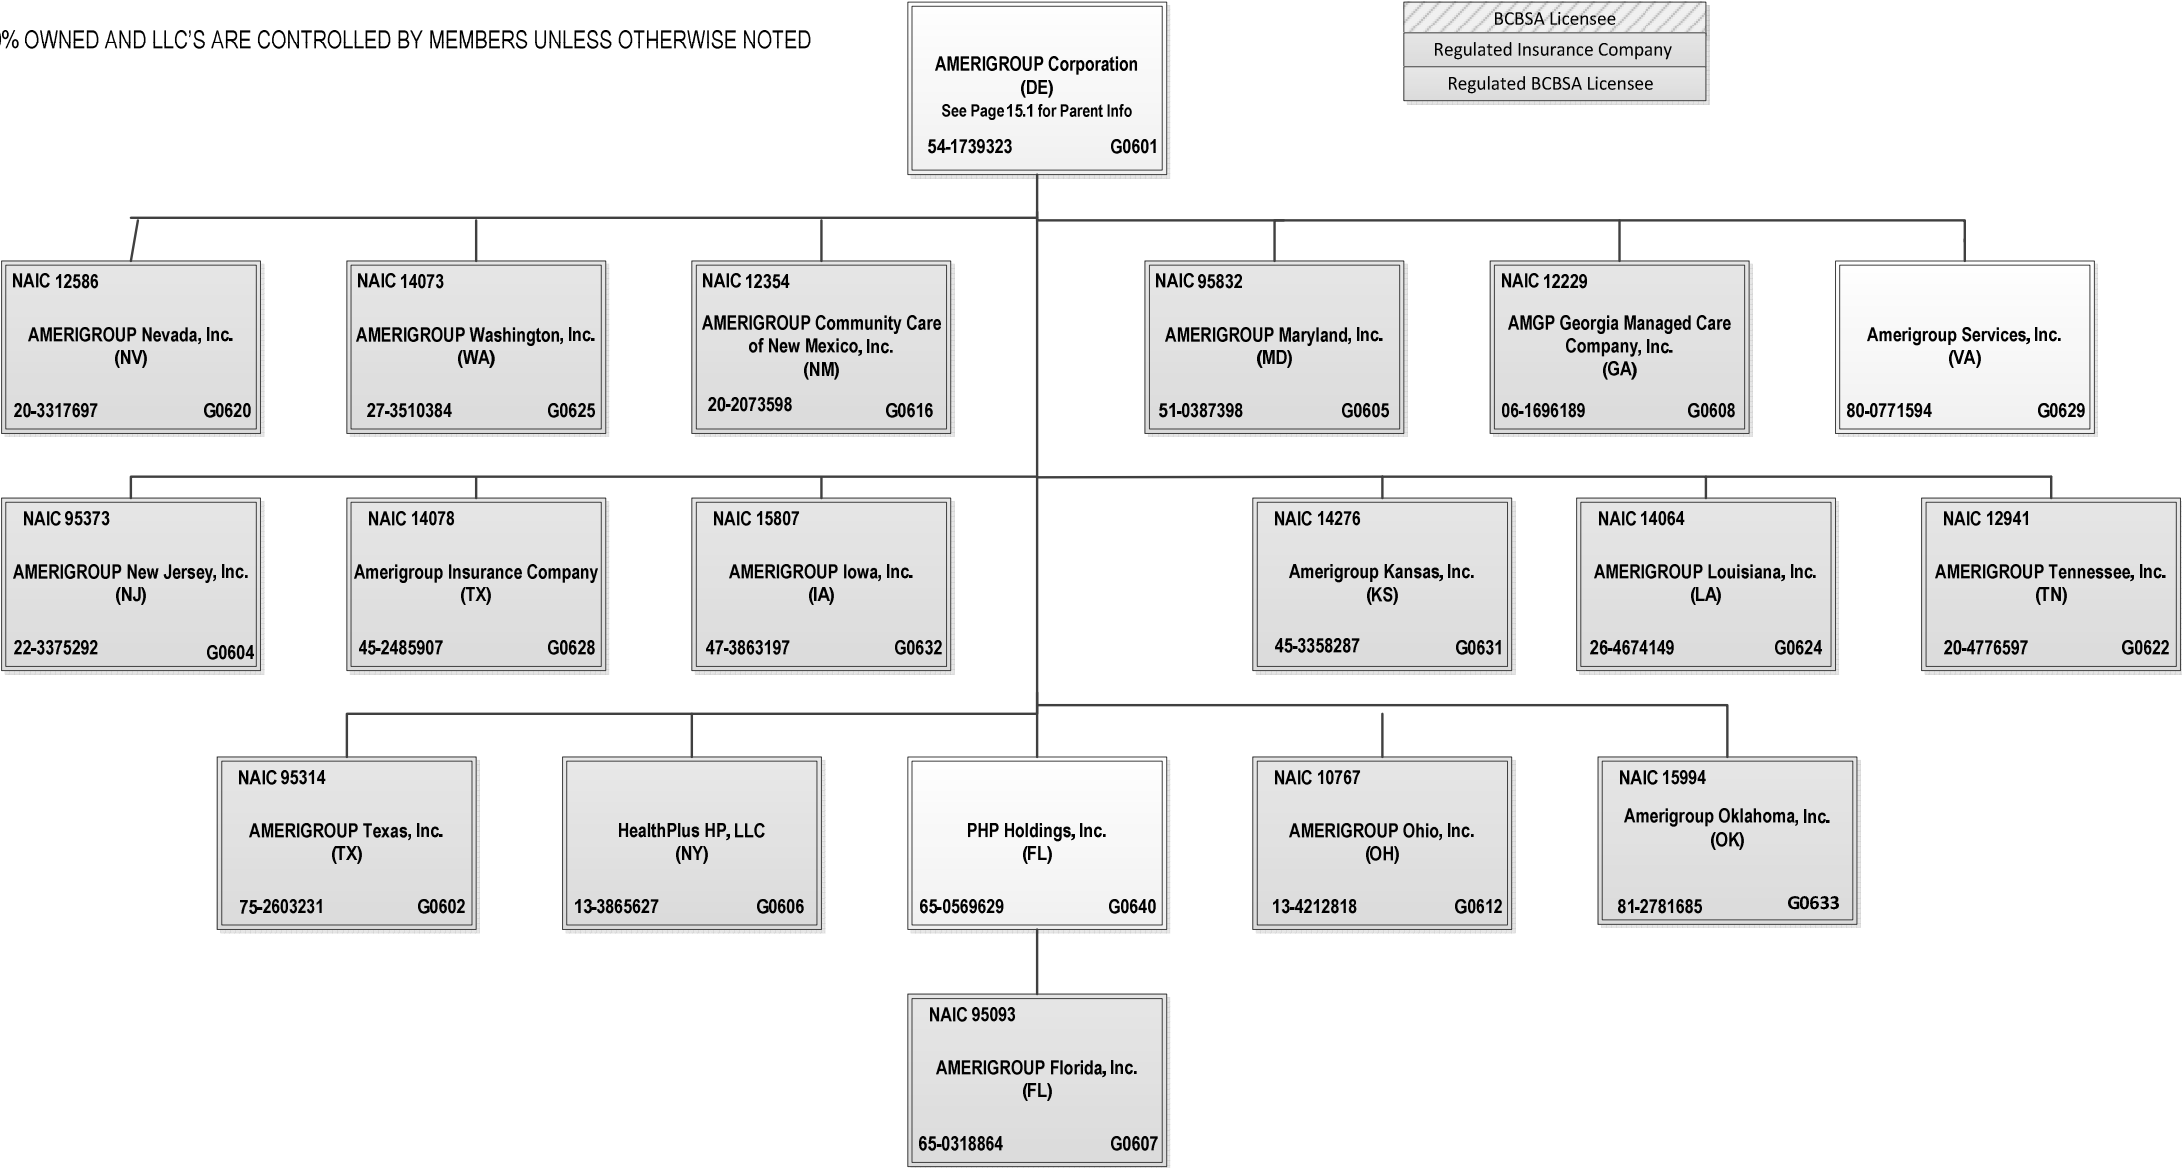 % OWNED AND LLC'S ARE CONTROLLED BY MEMBERS UNLESS OTHERWISE NOTED
BCBSA Licensee
Regulated Insurance Company
Regulated BCBSA Licensee
AMERIGROUP Corporation
(DE)
See Page 15.1 for Parent Info
54-1739323 G0601
NAIC 12586
AMERIGROUP Nevada, Inc.
(NV)
20-3317697 G0620
NAIC 14073
AMERIGROUP Washington, Inc.
(WA)
27-3510384 G0625
NAIC 12354
AMERIGROUP Community Care
of New Mexico, Inc.
(NM)
20-2073598 G0616
NAIC 95832
AMERIGROUP Maryland, Inc.
(MD)
51-0387398 G0605
NAIC 12229
AMGP Georgia Managed Care
Company, Inc.
(GA)
06-1696189 G0608
Amerigroup Services, Inc.
(VA)
80-0771594 G0629
NAIC 95373
AMERIGROUP New Jersey, Inc.
(NJ)
22-3375292 G0604
NAIC 14078
Amerigroup Insurance Company
(TX)
45-2485907 G0628
NAIC 15807
AMERIGROUP Iowa, Inc.
(IA)
47-3863197 G0632
NAIC 14276
Amerigroup Kansas, Inc.
(KS)
45-3358287 G0631
NAIC 14064
AMERIGROUP Louisiana, Inc.
(LA)
26-4674149 G0624
NAIC 12941
AMERIGROUP Tennessee, Inc.
(TN)
20-4776597 G0622
NAIC 95314
AMERIGROUP Texas, Inc.
(TX)
75-2603231 G0602
HealthPlus HP, LLC
(NY)
13-3865627 G0606
PHP Holdings, Inc.
(FL)
65-0569629 G0640
NAIC 10767
AMERIGROUP Ohio, Inc.
(OH)
13-4212818 G0612
NAIC 15994
Amerigroup Oklahoma, Inc.
(OK)
81-2781685 G0633
NAIC 95093
AMERIGROUP Florida, Inc.
(FL)
65-0318864 G0607